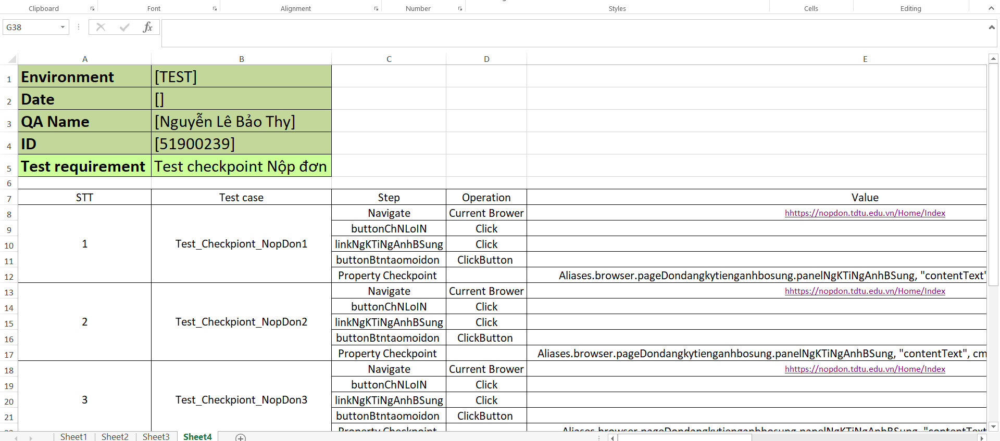 Clipboard Font Alignment Number Styles Cells Editing
G38 fx
A B C D E
1 Environment [TEST]
2 Date []
3 QA Name [Nguyễn Lê Bảo Thy]
4 ID [51900239]
5 Test requirement Test checkpoint Nộp đơn
6
7 STT Test case Step Operation Value
8 Navigate Current Brower hhttps://nopdon.tdtu.edu.vn/Home/Index
9 buttonChNLoIN Click
10 1 Test_Checkpiont_NopDon1 linkNgKTiNgAnhBSung Click
11 buttonBtntaomoidon ClickButton
12 Property Checkpoint Aliases.browser.pageDondangkytienganhbosung.panelNgKTiNgAnhBSung, "contentText"
13 Navigate Current Brower hhttps://nopdon.tdtu.edu.vn/Home/Index
14 buttonChNLoIN Click
15 2 Test_Checkpiont_NopDon2 linkNgKTiNgAnhBSung Click
16 buttonBtntaomoidon ClickButton
17 Property Checkpoint Aliases.browser.pageDondangkytienganhbosung.panelNgKTiNgAnhBSung, "contentText", cm
18 Navigate Current Brower hhttps://nopdon.tdtu.edu.vn/Home/Index
19 buttonChNLoIN Click
20 3 Test_Checkpiont_NopDon3 linkNgKTiNgAnhBSung Click
21 buttonBtntaomoidon ClickButton
Property Checkpoint Aliases.browser.pageDondangkytienganhbosung.panelNgKTiNgAnhBSung, "contentText
Sheet1 Sheet2 Sheet3 Sheet4